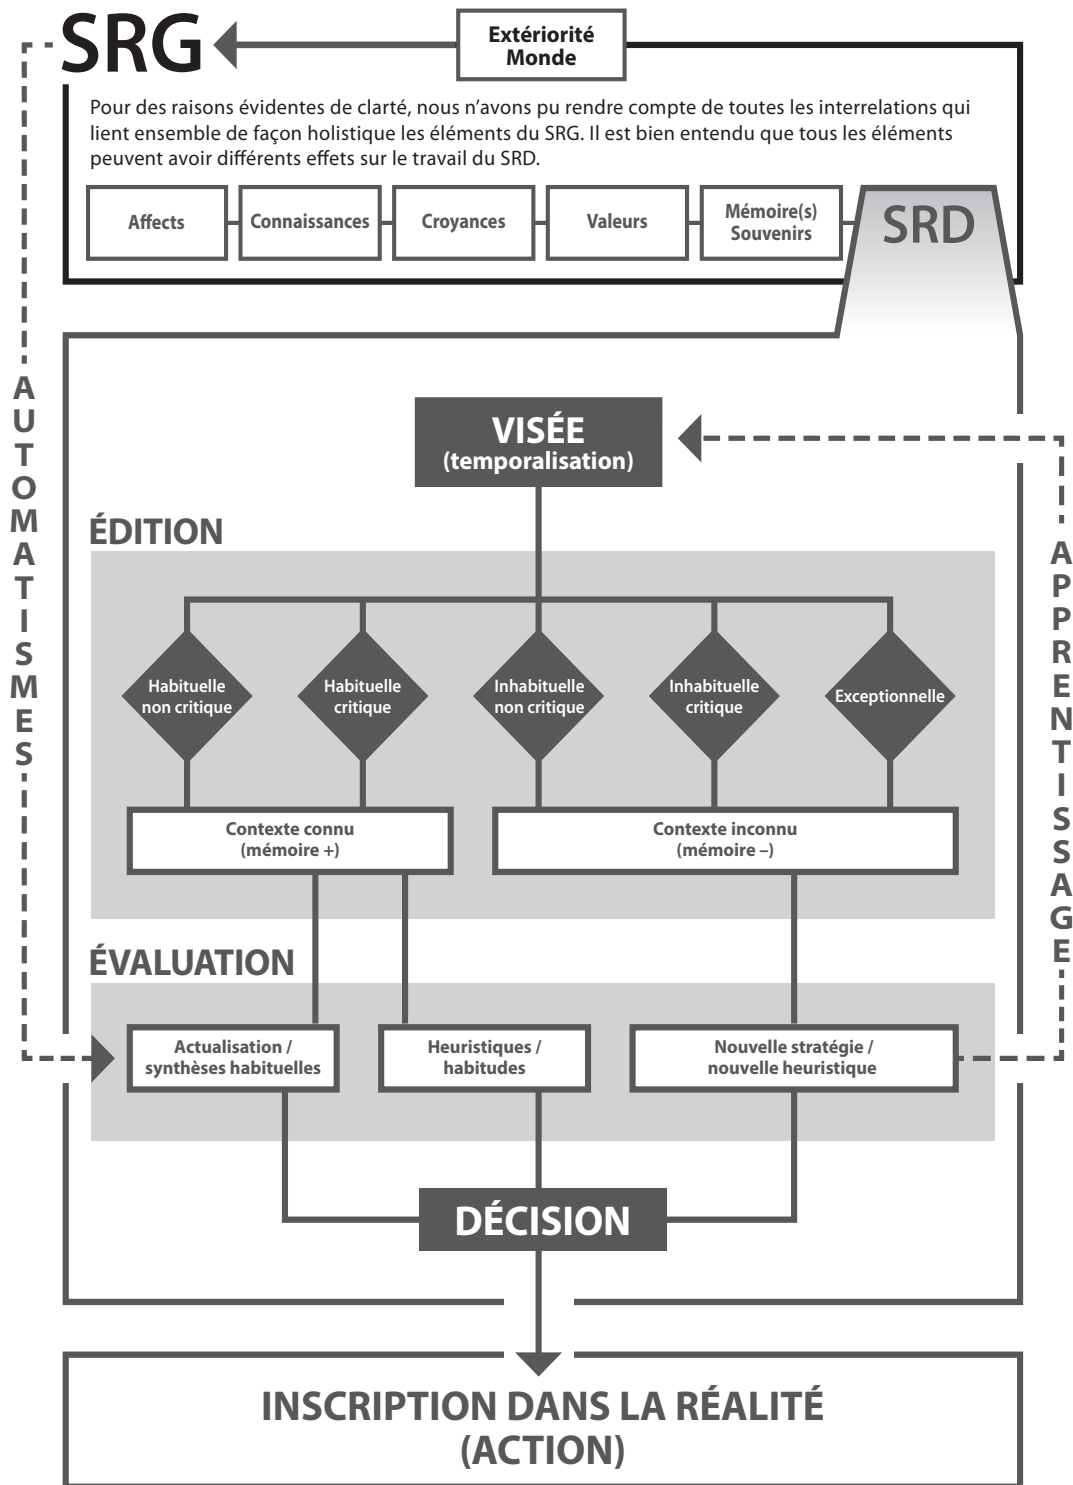 SRG
Extériorité
Monde
Pour des raisons évidentes de clarté, nous n’avons pu rendre compte de toutes les interrelations qui
lient ensemble de façon holistique les éléments du SRG. Il est bien entendu que tous les éléments
peuvent avoir différents effets sur le travail du SRD.
Affects
Connaissances
Croyances
Valeurs
Mémoire(s)
Souvenirs
SRD
AUTOMATISMES
VISÉE
(temporalisation)
APPRENTISSAGE
ÉDITION
Habituelle
non critique
Habituelle
critique
Inhabituelle
non critique
Inhabituelle
critique
Exceptionnelle
Contexte connu
(mémoire +)
Contexte inconnu
(mémoire –)
ÉVALUATION
Actualisation /
synthèses habituelles
Heuristiques /
habitudes
Nouvelle stratégie /
nouvelle heuristique
DÉCISION
INSCRIPTION DANS LA RÉALITÉ
(ACTION)